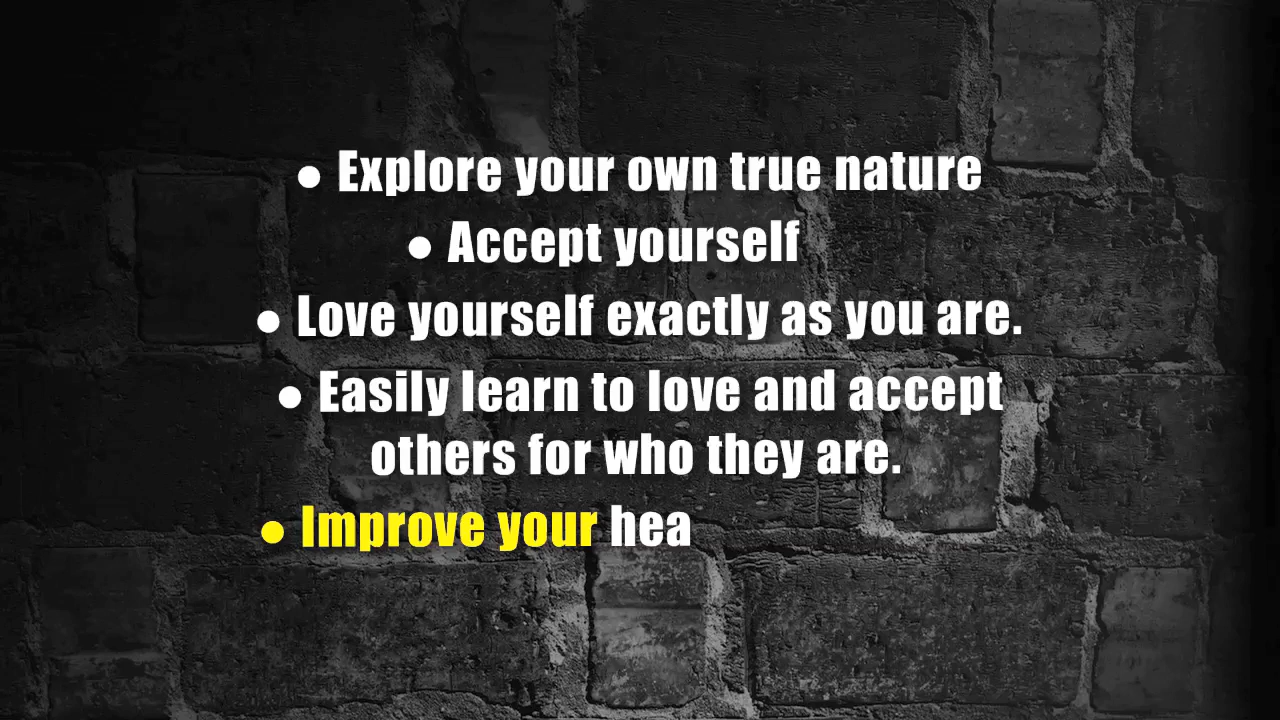 ● Explore your own true nature
● Accept yourself
● Love yourself exactly as you are.
● Easily learn to love and accept
others for who they are.
● Improve your hea